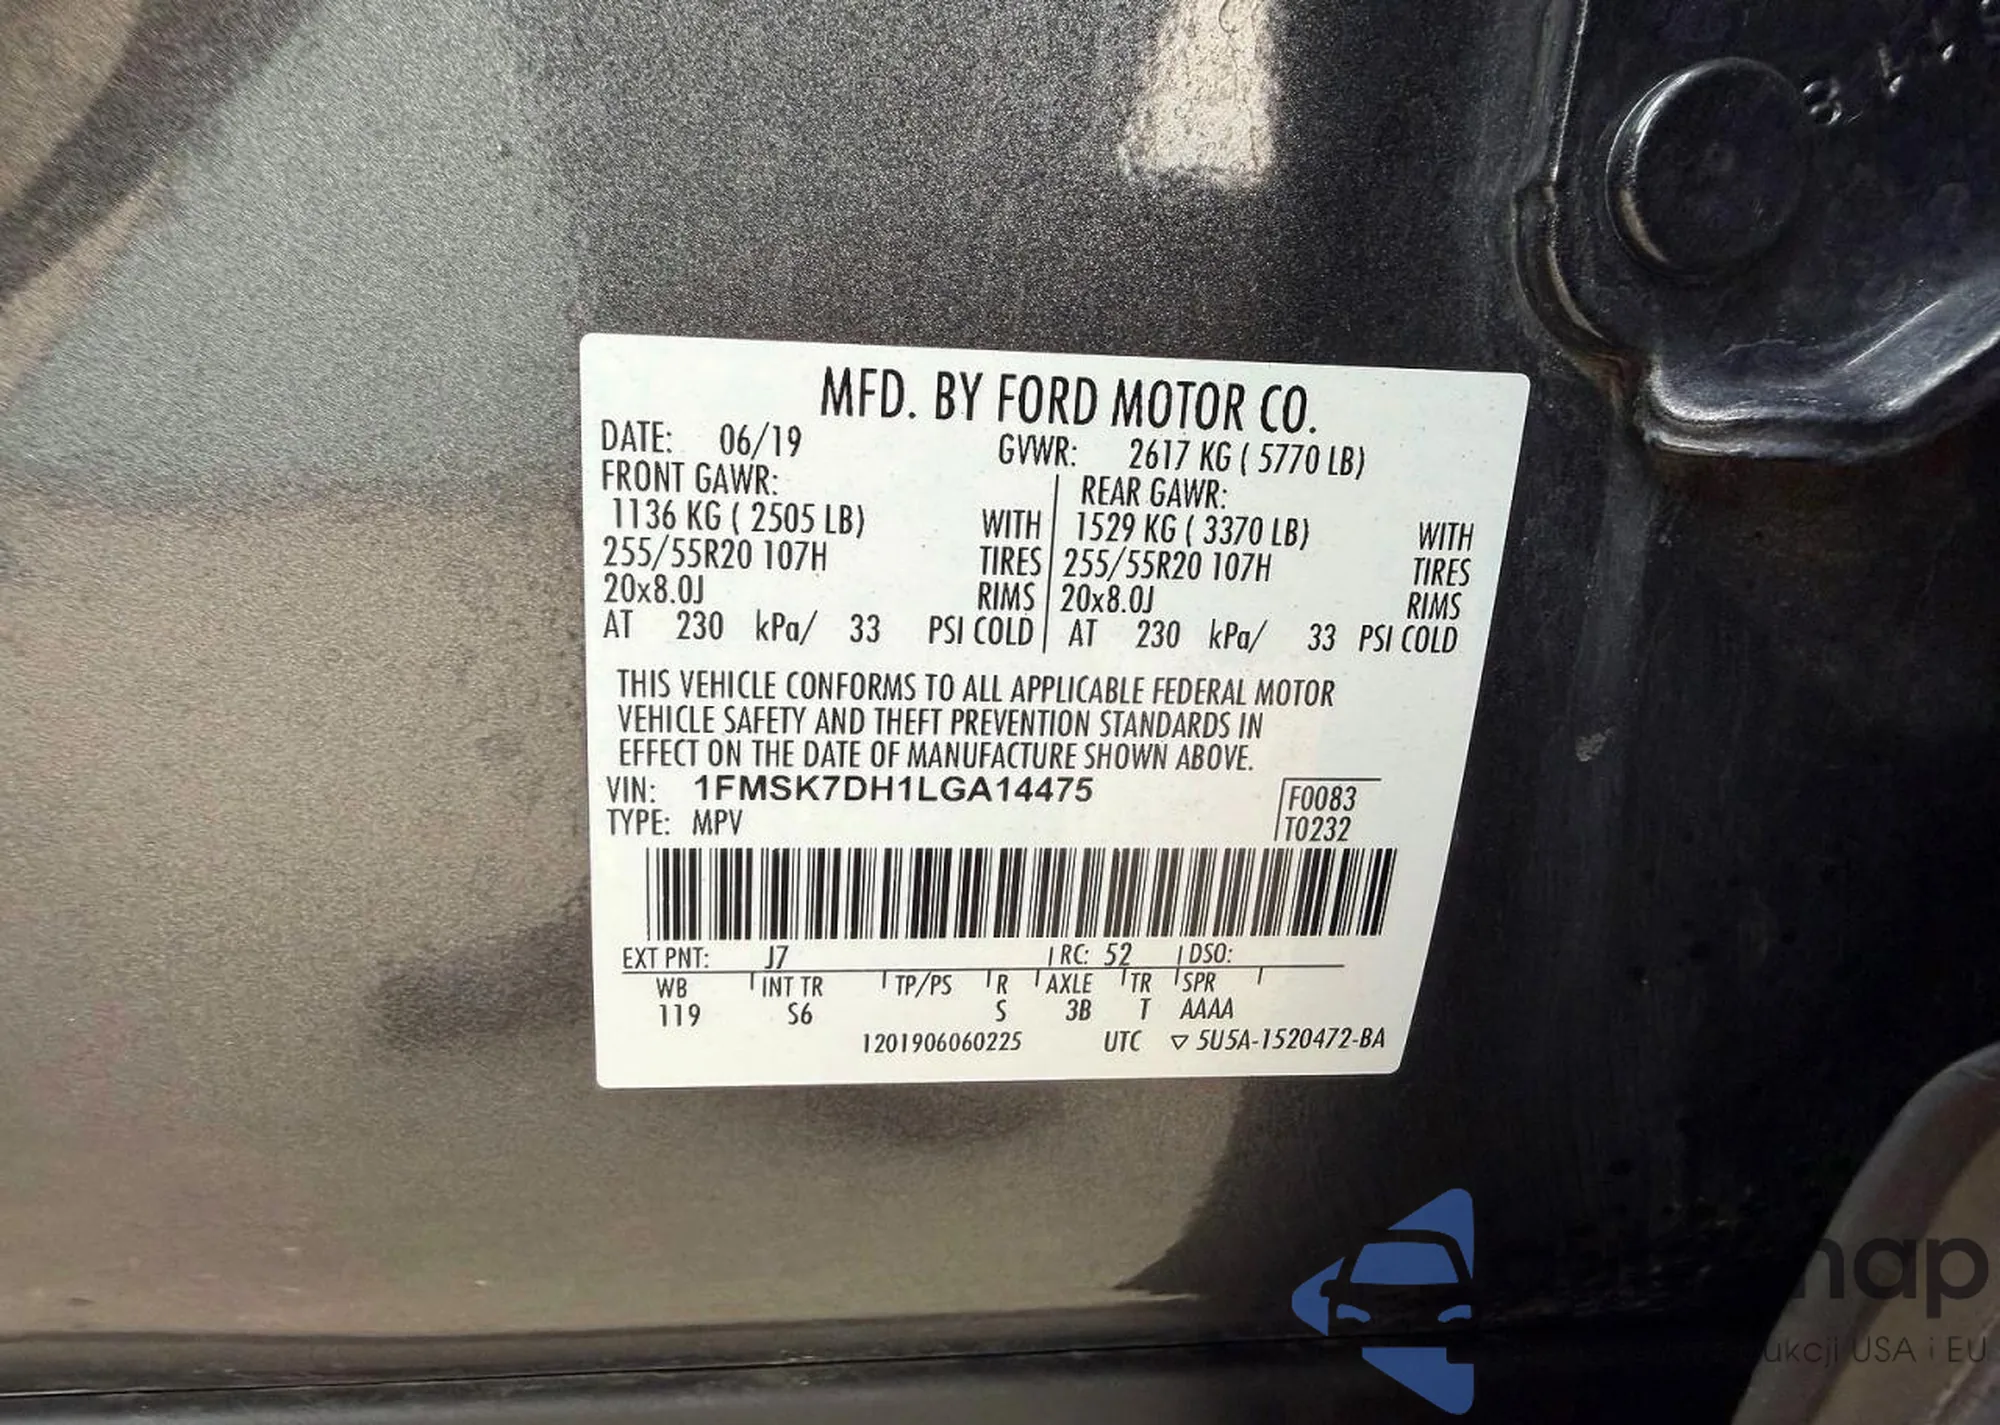 MFD. BY FORD MOTOR CO.
DATE: 06/19 GVWR: 2617 KG ( 5770 LB)
FRONT GAWR: REAR GAWR:
1136 KG ( 2505 LB) WITH 1529 KG ( 3370 LB) WITH
255/55R20 107H TIRES 255/55R20 107H TIRES
20x8.0J RIMS 20x8.0J RIMS
AT 230 kPa/ 33 PSI COLD AT 230 kPa/ 33 PSI COLD
THIS VEHICLE CONFORMS TO ALL APPLICABLE FEDERAL MOTOR
VEHICLE SAFETY AND THEFT PREVENTION STANDARDS IN
EFFECT ON THE DATE OF MANUFACTURE SHOWN ABOVE.
VIN: 1FMSK7DH1LGA14475
F0083
TYPE: MPV
T0232
EXT PNT: J7 RC: 52 DSO:
WB INT TR TP/PS R AXLE TR SPR
119 S6 S 3B T AAAA
1201906060225 UTC ▽ 5U5A-1520472-BA
USA i EU